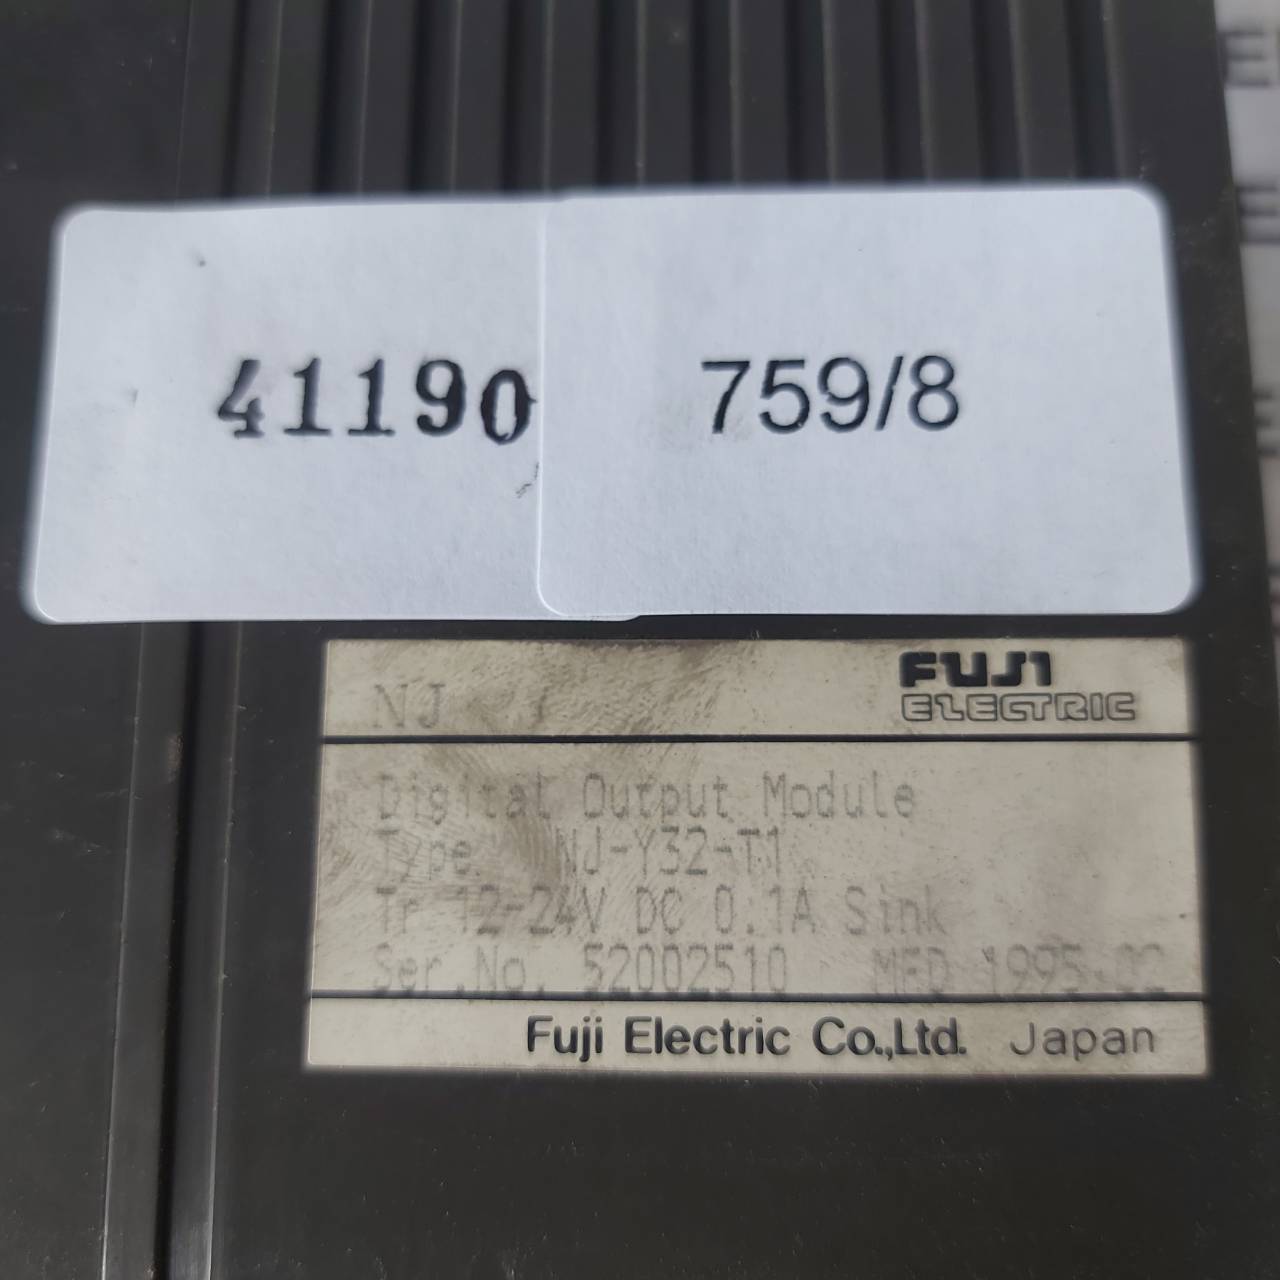 41190 759/8
NJ
FUJI
ELECTRIC
Digital Output Module
Type NJ-Y32-T1
Tr 12-24V DC 0.1A Sink
Ser.No. 52002510 MFD 1995.02
Fuji Electric Co.,Ltd. Japan